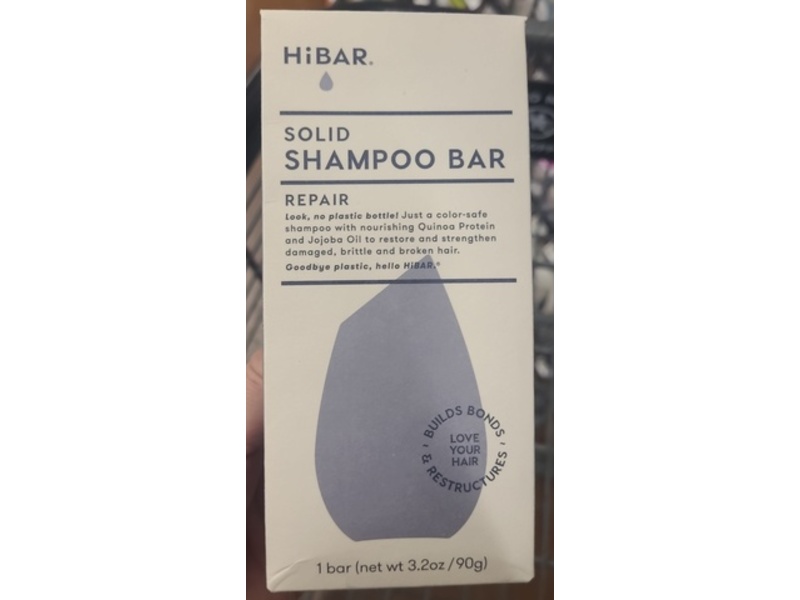 HiBAR®
SOLID
SHAMPOO BAR
REPAIR
Look, no plastic bottle! Just a color-safe
shampoo with nourishing Quinoa Protein
and Jojoba Oil to restore and strengthen
damaged, brittle and broken hair.
Goodbye plastic, hello HiBAR.®
BUILDS BONDS
& RESTRUCTURES
LOVE
YOUR
HAIR
1 bar (net wt 3.2oz/90g)